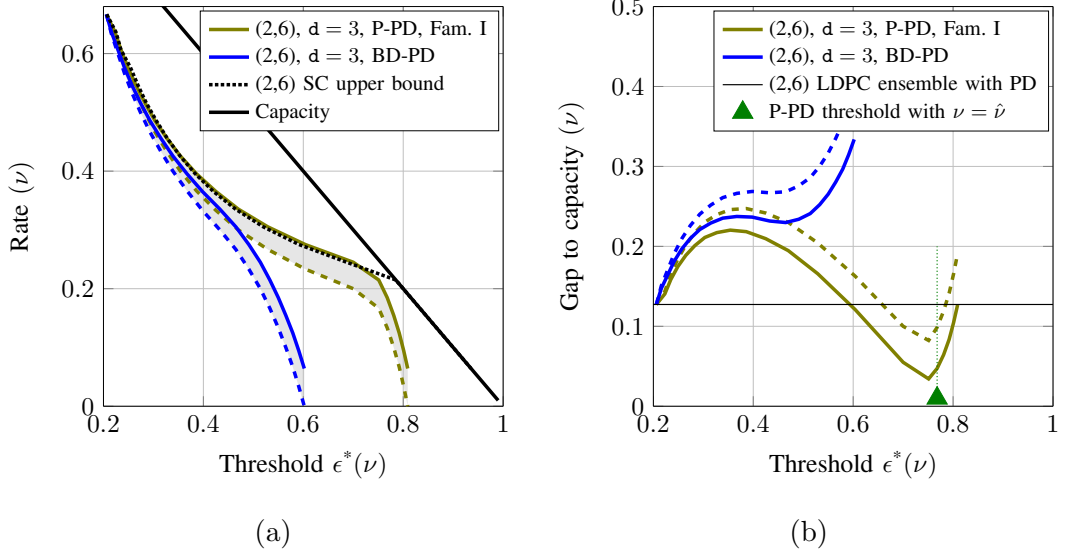 (2,6), d = 3, P-PD, Fam. I
(2,6), d = 3, BD-PD
(2,6) SC upper bound
Capacity
0.6
0.4
0.2
0
0.2
0.4
0.6
0.8
1
Rate (ν)
Threshold ϵ*(ν)
(a)
(2,6), d = 3, P-PD, Fam. I
(2,6), d = 3, BD-PD
(2,6) LDPC ensemble with PD
P-PD threshold with ν = ν̂
0.5
0.4
0.3
0.2
0.1
0
0.2
0.4
0.6
0.8
1
Gap to capacity (ν)
Threshold ϵ*(ν)
(b)